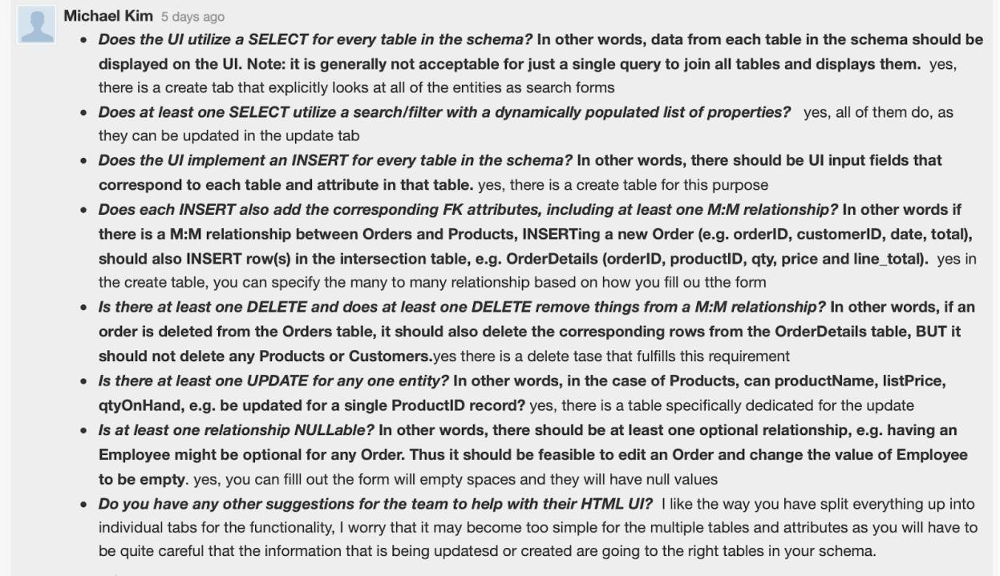 Michael Kim 5 days ago
• Does the UI utilize a SELECT for every table in the schema? In other words, data from each table in the schema should be
displayed on the UI. Note: it is generally not acceptable for just a single query to join all tables and displays them. yes,
there is a create tab that explicitly looks at all of the entities as search forms
• Does at least one SELECT utilize a search/filter with a dynamically populated list of properties? yes, all of them do, as
they can be updated in the update tab
• Does the UI implement an INSERT for every table in the schema? In other words, there should be UI input fields that
correspond to each table and attribute in that table. yes, there is a create table for this purpose
• Does each INSERT also add the corresponding FK attributes, including at least one M:M relationship? In other words if
there is a M:M relationship between Orders and Products, INSERTing a new Order (e.g. orderID, customerID, date, total),
should also INSERT row(s) in the intersection table, e.g. OrderDetails (orderID, productID, qty, price and line_total). yes in
the create table, you can specify the many to many relationship based on how you fill ou tthe form
• Is there at least one DELETE and does at least one DELETE remove things from a M:M relationship? In other words, if an
order is deleted from the Orders table, it should also delete the corresponding rows from the OrderDetails table, BUT it
should not delete any Products or Customers.yes there is a delete tase that fulfills this requirement
• Is there at least one UPDATE for any one entity? In other words, in the case of Products, can productName, listPrice,
qtyOnHand, e.g. be updated for a single ProductID record? yes, there is a table specifically dedicated for the update
• Is at least one relationship NULLable? In other words, there should be at least one optional relationship, e.g. having an
Employee might be optional for any Order. Thus it should be feasible to edit an Order and change the value of Employee
to be empty. yes, you can filll out the form will empty spaces and they will have null values
• Do you have any other suggestions for the team to help with their HTML UI? I like the way you have split everything up into
individual tabs for the functionality, I worry that it may become too simple for the multiple tables and attributes as you will have to
be quite careful that the information that is being updatesd or created are going to the right tables in your schema.